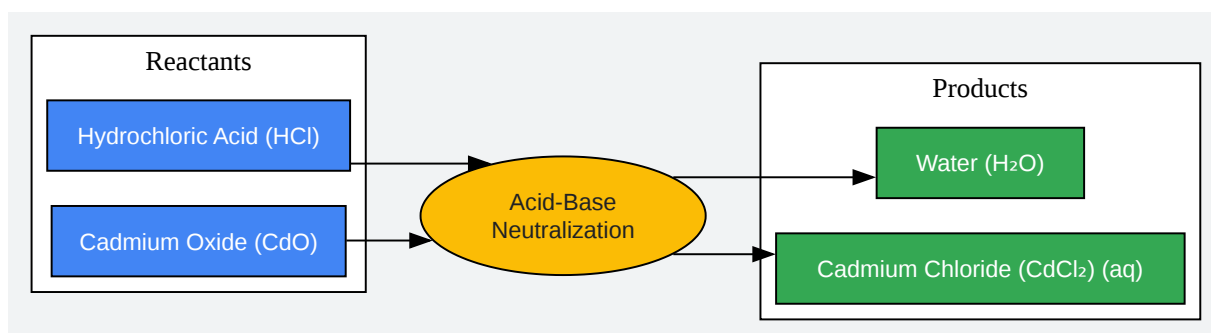 Reactants
Hydrochloric Acid (HCl)
Cadmium Oxide (CdO)
Acid-Base
Neutralization
Products
Water (H₂O)
Cadmium Chloride (CdCl₂) (aq)